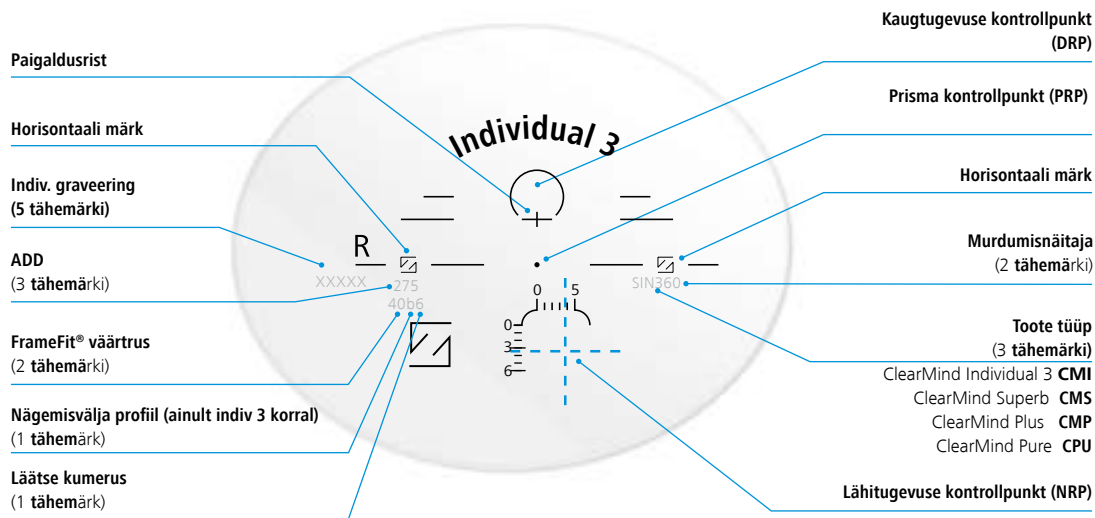 Paigaldusrist
Horisontaali märk
Indiv. graveering
(5 tähemärki)
ADD
(3 tähemärki)
FrameFit® väärtrus
(2 tähemärki)
Nägemisvälja profiil (ainult indiv 3 korral)
(1 tähemärk)
Läätse kumerus
(1 tähemärk)
Individual 3
R
XXXXX
275
40b6
SIN360
0 5
0
3
6
Kaugtugevuse kontrollpunkt
(DRP)
Prisma kontrollpunkt (PRP)
Horisontaali märk
Murdumisnäitaja
(2 tähemärki)
Toote tüüp
(3 tähemärki)
ClearMind Individual 3 CMI
ClearMind Superb CMS
ClearMind Plus CMP
ClearMind Pure CPU
Lähitugevuse kontrollpunkt (NRP)